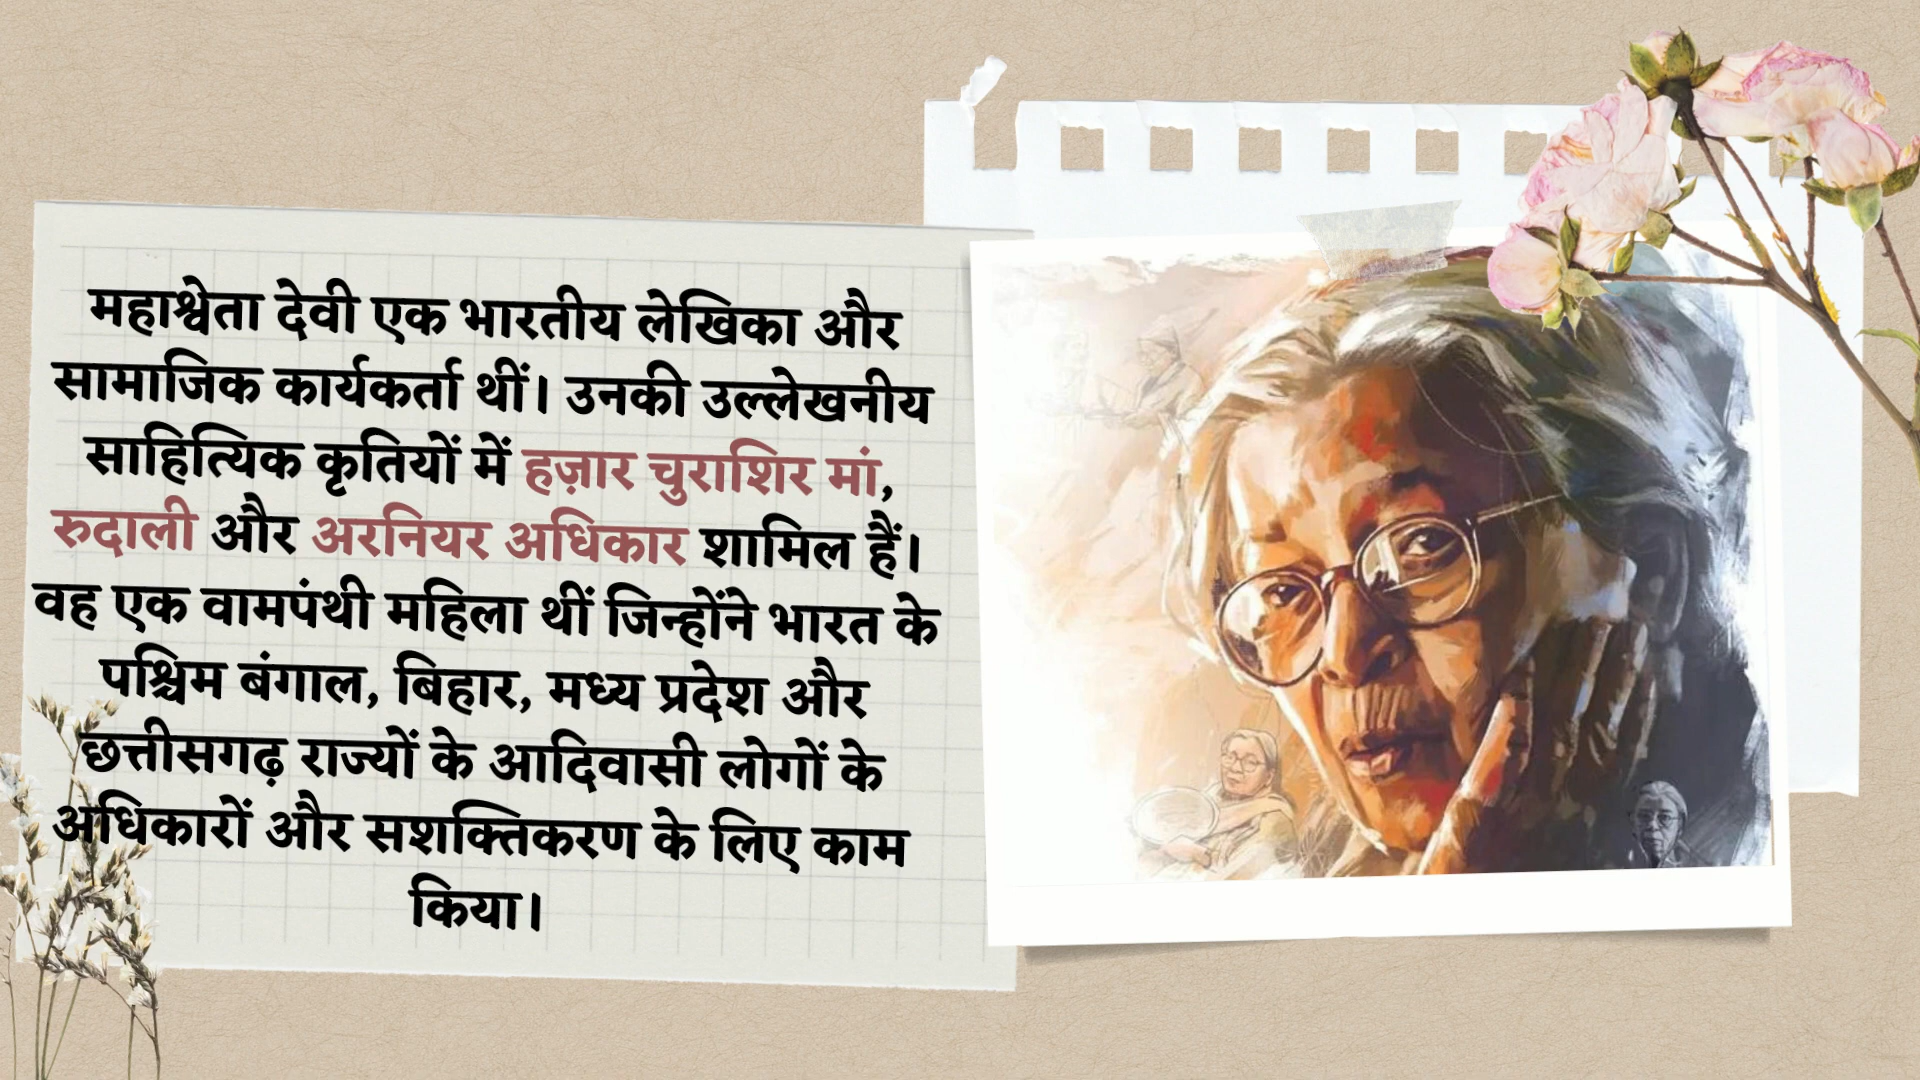 महाश्वेता देवी एक भारतीय लेखिका और
सामाजिक कार्यकर्ता थीं। उनकी उल्लेखनीय
साहित्यिक कृतियों में हज़ार चुराशिर मां,
रुदाली और अरनियर अधिकार शामिल हैं।
वह एक वामपंथी महिला थीं जिन्होंने भारत के
पश्चिम बंगाल, बिहार, मध्य प्रदेश और
छत्तीसगढ़ राज्यों के आदिवासी लोगों के
अधिकारों और सशक्तिकरण के लिए काम
किया।